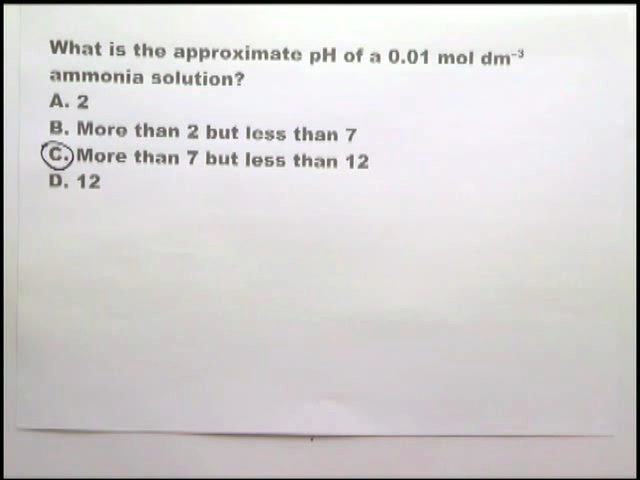 What is the approximate pH of a 0.01 mol dm⁻³
ammonia solution?
A. 2
B. More than 2 but less than 7
C. More than 7 but less than 12
D. 12